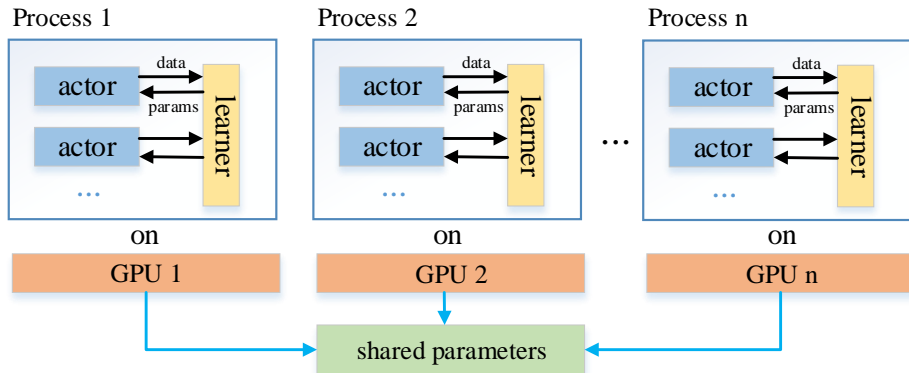 Process 1
actor
data
params
actor
...
learner
on
GPU 1
Process 2
actor
data
params
actor
...
learner
on
GPU 2
...
Process n
actor
data
params
actor
...
learner
on
GPU n
shared parameters